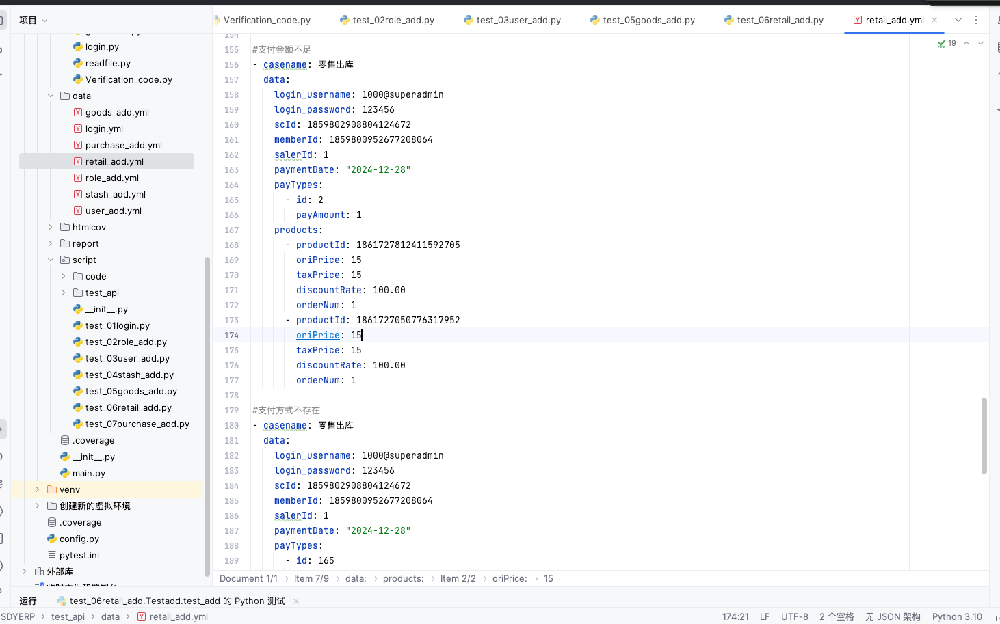 项目
Verification_code.py
test_02role_add.py
test_03user_add.py
test_05goods_add.py
test_06retail_add.py
retail_add.yml
login.py
readfile.py
Verification_code.py
data
goods_add.yml
login.yml
purchase_add.yml
retail_add.yml
role_add.yml
stash_add.yml
user_add.yml
htmlcov
report
script
code
test_api
__init__.py
test_01login.py
test_02role_add.py
test_03user_add.py
test_04stash_add.py
test_05goods_add.py
test_06retail_add.py
test_07purchase_add.py
.coverage
__init__.py
main.py
venv
创建新的虚拟环境
.coverage
config.py
pytest.ini
外部库
19
154
155 #支付金额不足
156 - casename: 零售出库
157 data:
158 login_username: 1000@superadmin
159 login_password: 123456
160 scId: 1859802908804124672
161 memberId: 1859800952677208064
162 salerId: 1
163 paymentDate: "2024-12-28"
164 payTypes:
165 - id: 2
166 payAmount: 1
167 products:
168 - productId: 1861727812411592705
169 oriPrice: 15
170 taxPrice: 15
171 discountRate: 100.00
172 orderNum: 1
173 - productId: 1861727050776317952
174 oriPrice: 15
175 taxPrice: 15
176 discountRate: 100.00
177 orderNum: 1
178
179 #支付方式不存在
180 - casename: 零售出库
181 data:
182 login_username: 1000@superadmin
183 login_password: 123456
184 scId: 1859802908804124672
185 memberId: 1859800952677208064
186 salerId: 1
187 paymentDate: "2024-12-28"
188 payTypes:
189 - id: 165
Document 1/1 › Item 7/9 › data: › products: › Item 2/2 › oriPrice: › 15
运行 test_06retail_add.Testadd.test_add 的 Python 测试
SDYERP › test_api › data › retail_add.yml
174:21 LF UTF-8 2 个空格 无 JSON 架构 Python 3.10